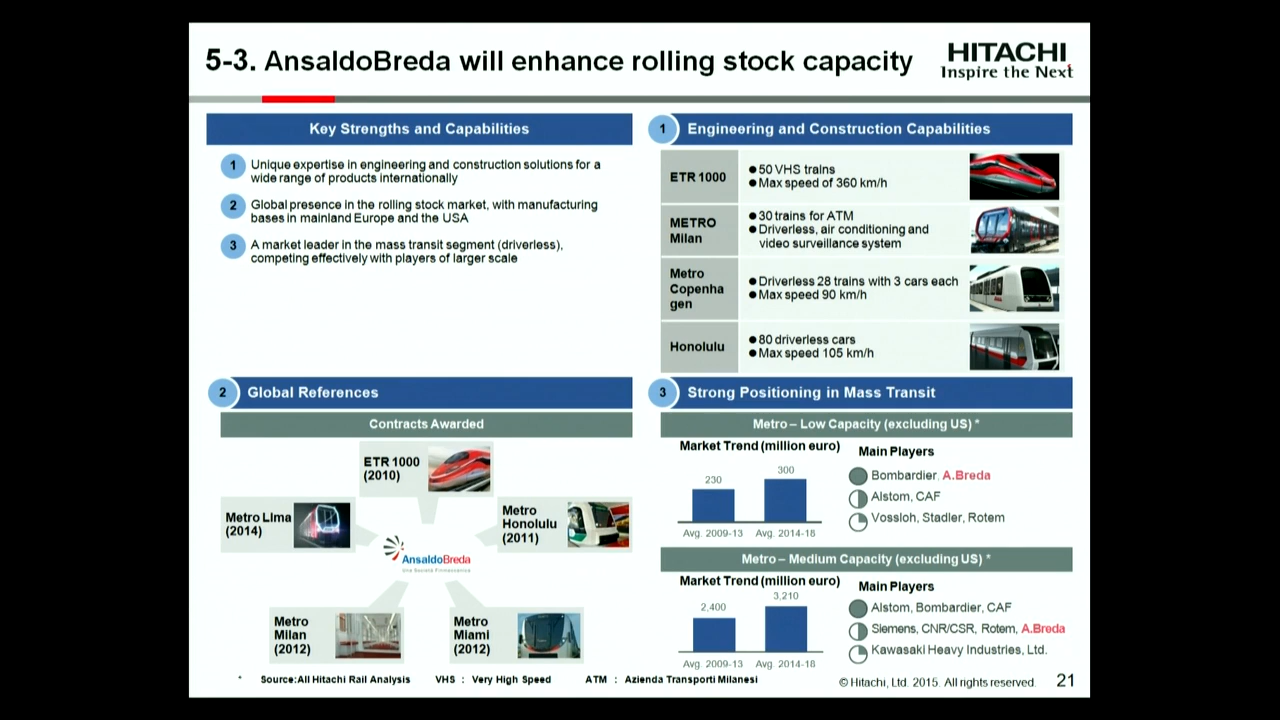 5-3. AnsaldoBreda will enhance rolling stock capacity
HITACHI
Inspire the Next
Key Strengths and Capabilities
1 Unique expertise in engineering and construction solutions for a
wide range of products internationally
2 Global presence in the rolling stock market, with manufacturing
bases in mainland Europe and the USA
3 A market leader in the mass transit segment (driverless),
competing effectively with players of larger scale
1 Engineering and Construction Capabilities
ETR 1000
● 50 VHS trains
● Max speed of 360 km/h
METRO
Milan
● 30 trains for ATM
● Driverless, air conditioning and
video surveillance system
Metro
Copenha
gen
● Driverless 28 trains with 3 cars each
● Max speed 90 km/h
Honolulu
● 80 driverless cars
● Max speed 105 km/h
2 Global References
Contracts Awarded
ETR 1000
(2010)
Metro Lima
(2014)
Metro
Honolulu
(2011)
AnsaldoBreda
Una Società Finmeccanica
Metro
Milan
(2012)
Metro
Miami
(2012)
3 Strong Positioning in Mass Transit
Metro – Low Capacity (excluding US) *
Market Trend (million euro)
230
300
Avg. 2009-13
Avg. 2014-18
Main Players
Bombardier, A.Breda
Alstom, CAF
Vossloh, Stadler, Rotem
Metro – Medium Capacity (excluding US) *
Market Trend (million euro)
2,400
3,210
Avg. 2009-13
Avg. 2014-18
Main Players
Alstom, Bombardier, CAF
Siemens, CNR/CSR, Rotem, A.Breda
Kawasaki Heavy Industries, Ltd.
* Source:All Hitachi Rail Analysis VHS : Very High Speed ATM : Azienda Transporti Milanesi
© Hitachi, Ltd. 2015. All rights reserved. 21